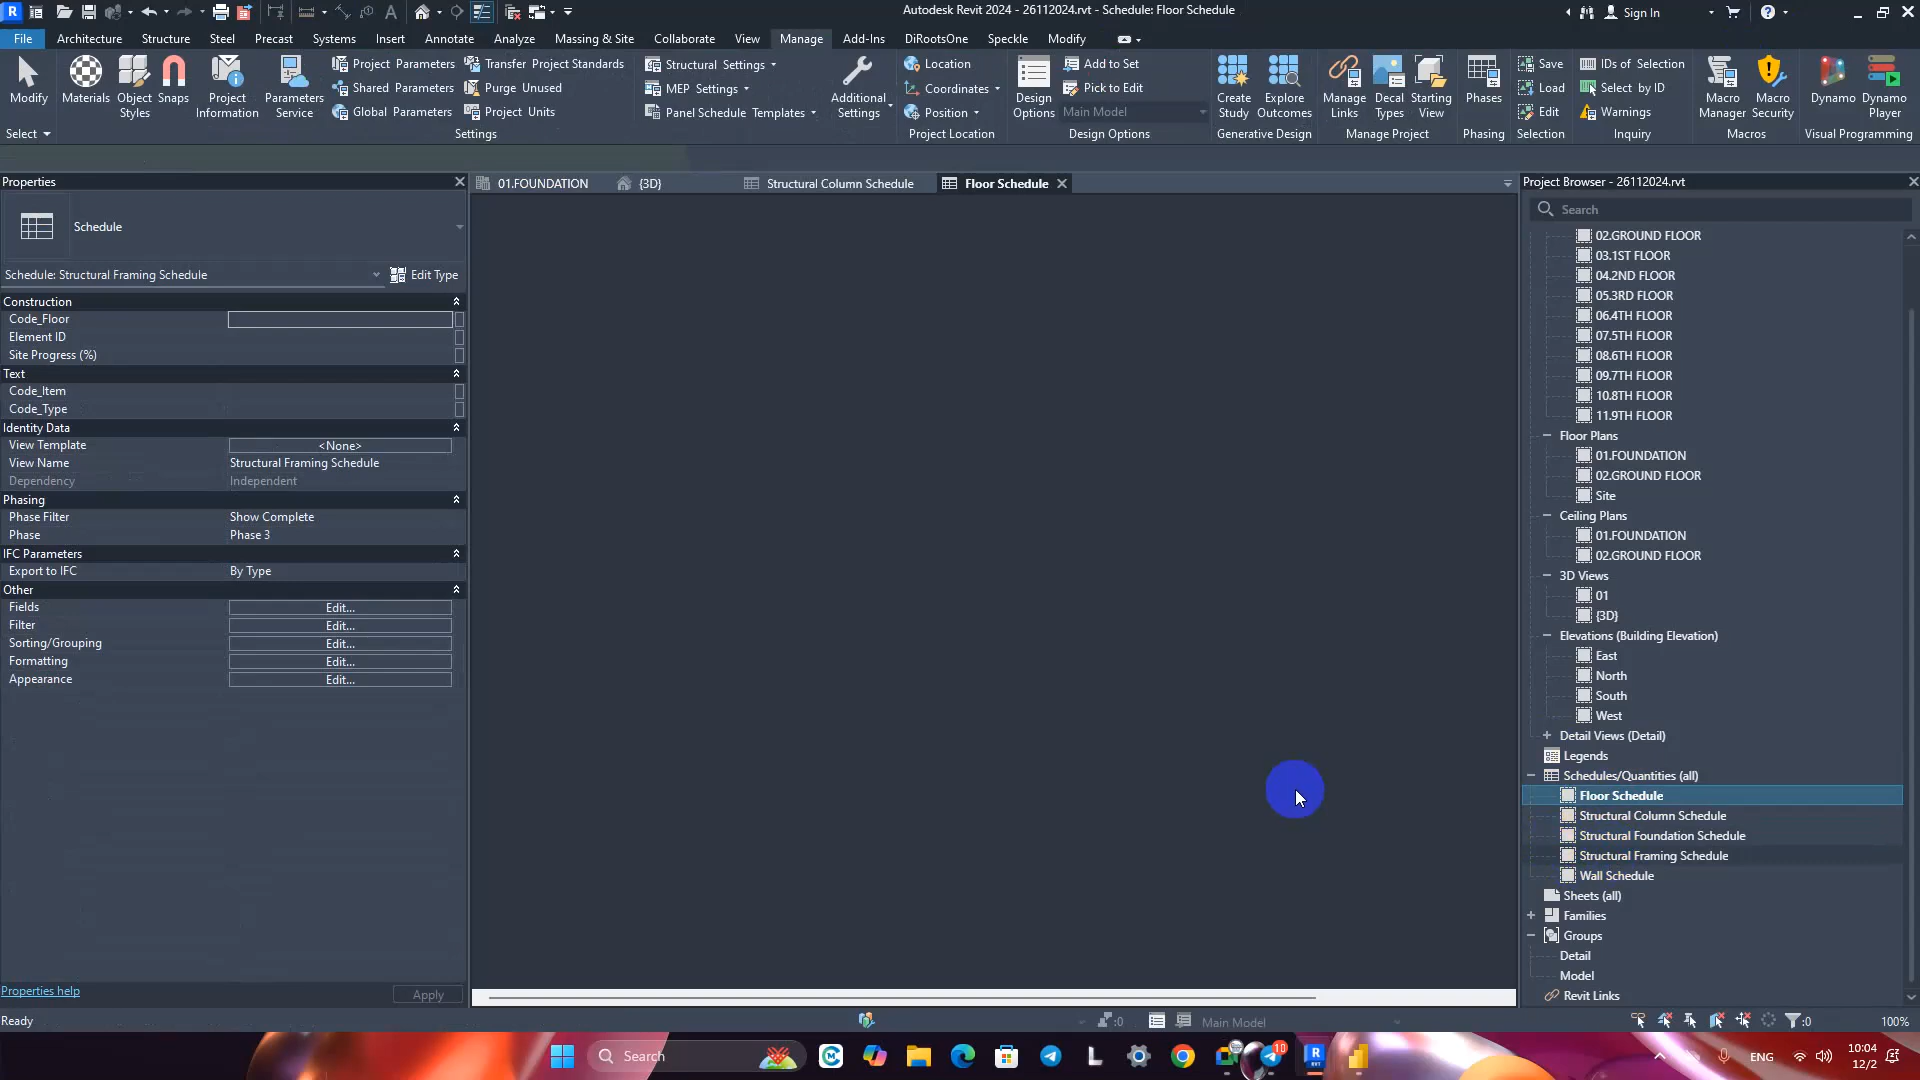 R
Autodesk Revit 2024 - 26112024.rvt - Schedule: Floor Schedule
Sign In
File Architecture Structure Steel Precast Systems Insert Annotate Analyze Massing & Site Collaborate View Manage Add-Ins DiRootsOne Speckle Modify
Modify
Materials
Object Styles
Snaps
Project Information
Parameters Service
Project Parameters
Shared Parameters
Global Parameters
Transfer Project Standards
Purge Unused
Project Units
Structural Settings
MEP Settings
Panel Schedule Templates
Additional Settings
Location
Coordinates
Position
Design Options
Add to Set
Pick to Edit
Main Model
Create Study
Explore Outcomes
Manage Links
Decal Types
Starting View
Phases
Save
Load
Edit
IDs of Selection
Select by ID
Warnings
Macro Manager
Macro Security
Dynamo
Dynamo Player
Select
Settings
Project Location
Design Options
Generative Design
Manage Project
Phasing
Selection
Inquiry
Macros
Visual Programming
Properties
Schedule
Schedule: Structural Framing Schedule
Edit Type
Construction
Code_Floor
Element ID
Site Progress (%)
Text
Code_Item
Code_Type
Identity Data
View Template <None>
View Name Structural Framing Schedule
Dependency Independent
Phasing
Phase Filter Show Complete
Phase Phase 3
IFC Parameters
Export to IFC By Type
Other
Fields Edit...
Filter Edit...
Sorting/Grouping Edit...
Formatting Edit...
Appearance Edit...
Properties help
Apply
01.FOUNDATION
{3D}
Structural Column Schedule
Floor Schedule
Project Browser - 26112024.rvt
Search
02.GROUND FLOOR
03.1ST FLOOR
04.2ND FLOOR
05.3RD FLOOR
06.4TH FLOOR
07.5TH FLOOR
08.6TH FLOOR
09.7TH FLOOR
10.8TH FLOOR
11.9TH FLOOR
Floor Plans
01.FOUNDATION
02.GROUND FLOOR
Site
Ceiling Plans
01.FOUNDATION
02.GROUND FLOOR
3D Views
01
{3D}
Elevations (Building Elevation)
East
North
South
West
Detail Views (Detail)
Legends
Schedules/Quantities (all)
Floor Schedule
Structural Column Schedule
Structural Foundation Schedule
Structural Framing Schedule
Wall Schedule
Sheets (all)
Families
Groups
Detail
Model
Revit Links
Ready
:0
Main Model
:0
100%
Search
10
ENG
10:04
12/2